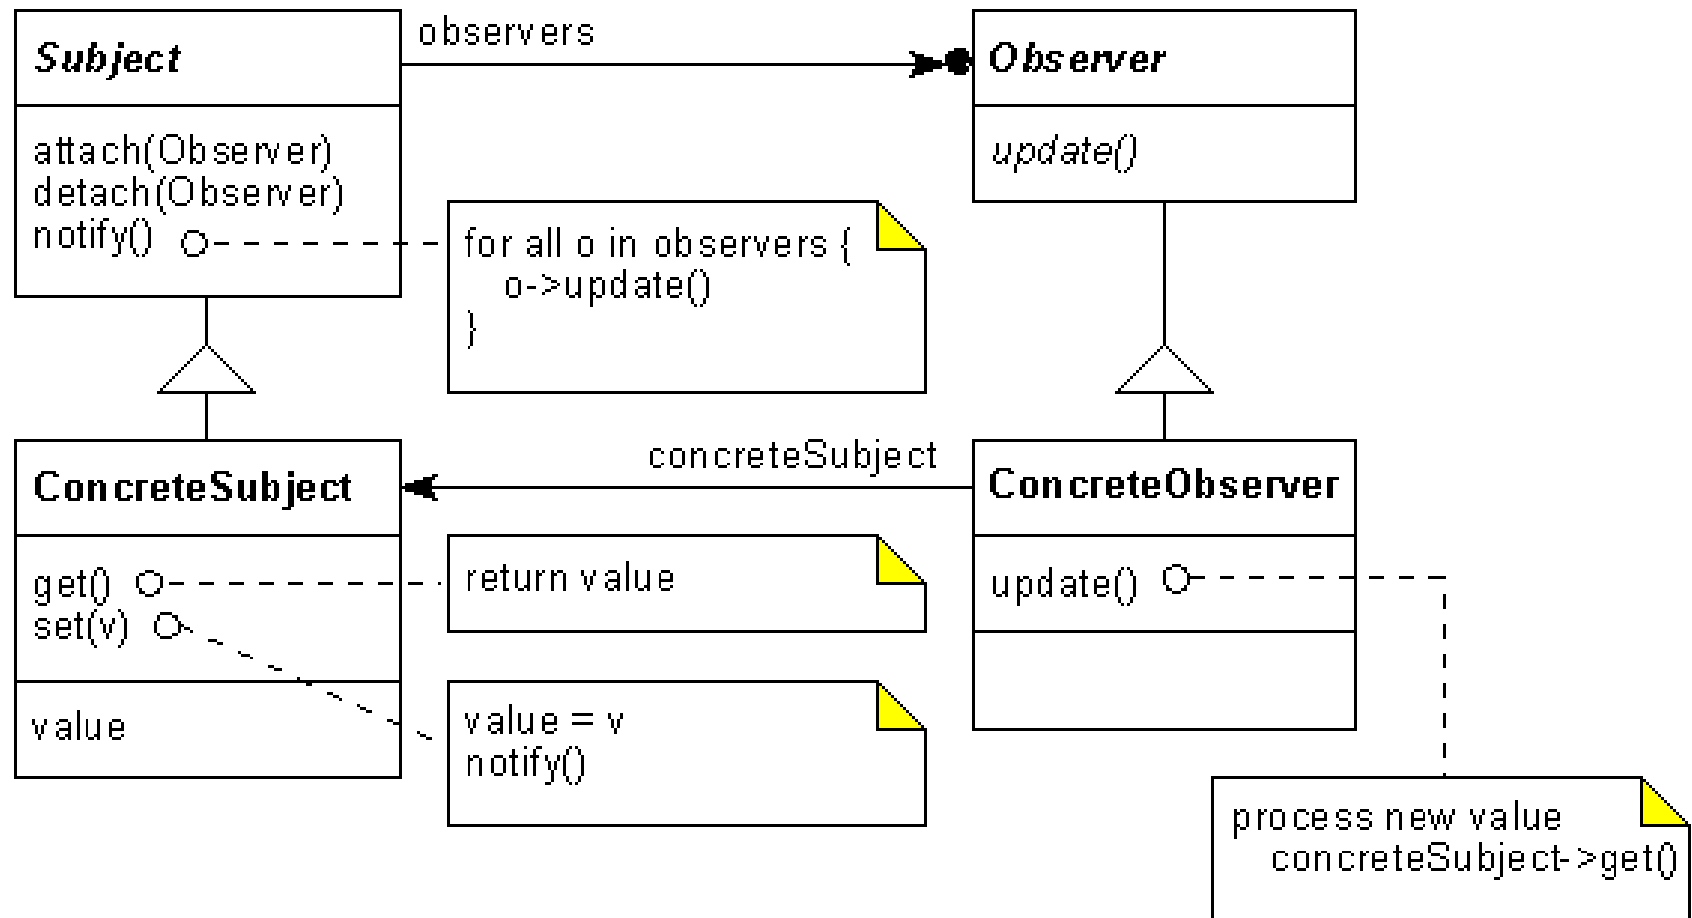 Subject
attach(Observer)
detach(Observer)
notify()
observers
Observer
update()
for all o in observers {
o->update()
}
ConcreteSubject
get()
set(v)
value
concreteSubject
ConcreteObserver
update()
return value
value = v
notify()
process new value
concreteSubject->get()